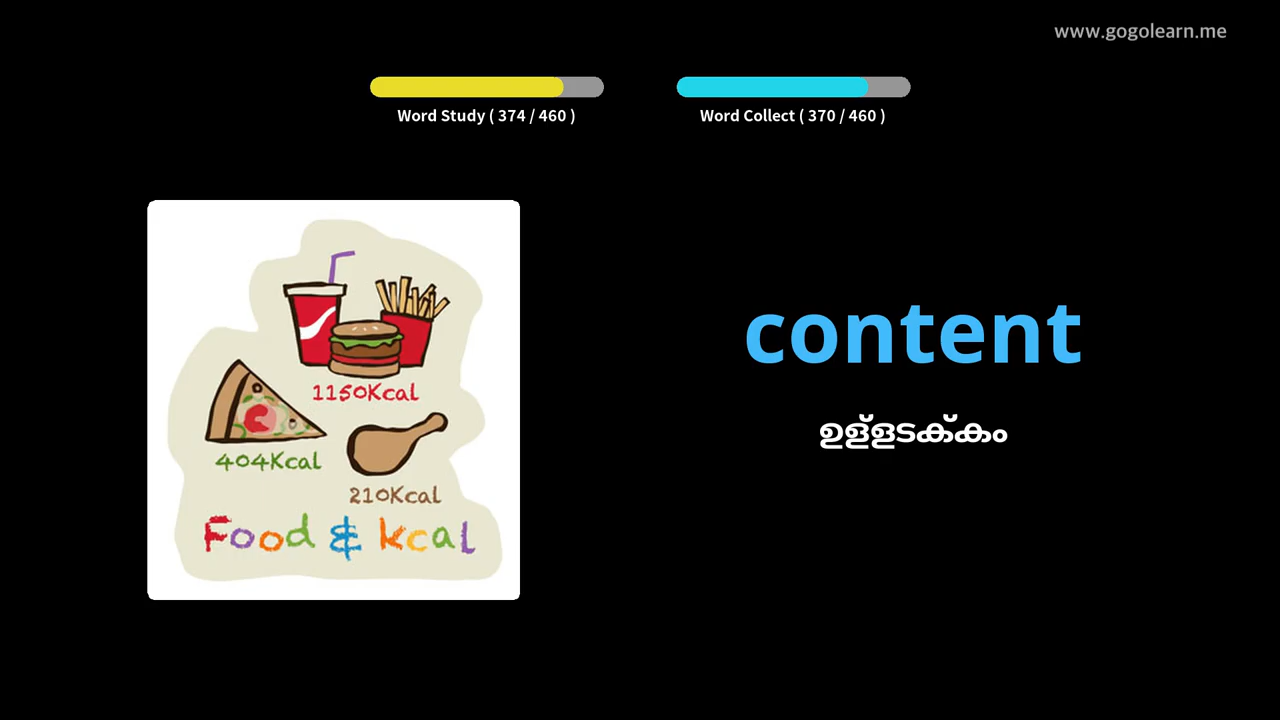 www.gogolearn.me
Word Study ( 374 / 460 )
Word Collect ( 370 / 460 )
1150Kcal
404Kcal
210Kcal
Food & kcal
content
ഉള്ളടക്കം